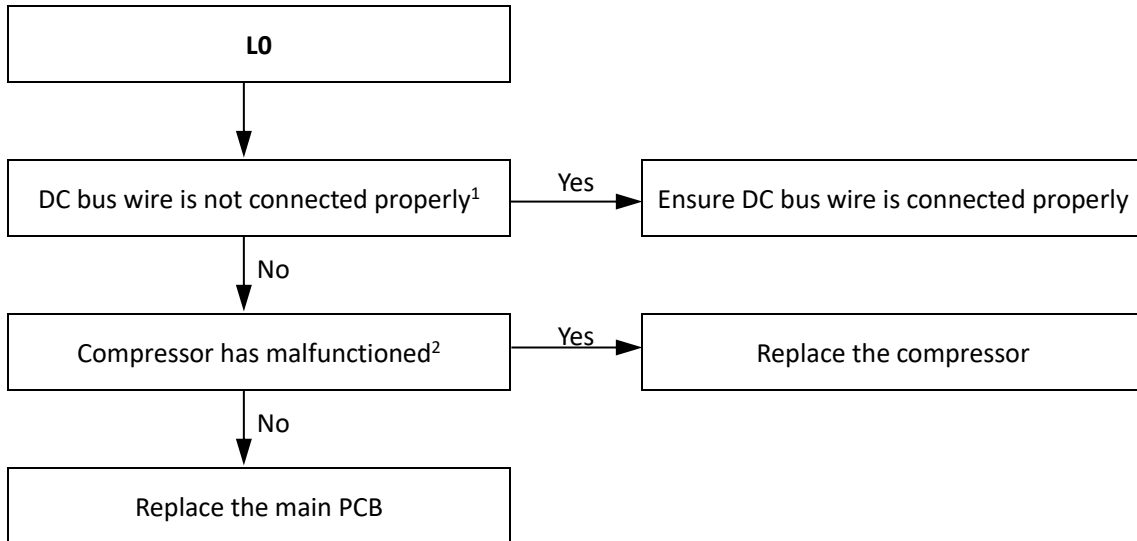 L0
DC bus wire is not connected properly¹
Yes
Ensure DC bus wire is connected properly
No
Compressor has malfunctioned²
Yes
Replace the compressor
No
Replace the main PCB